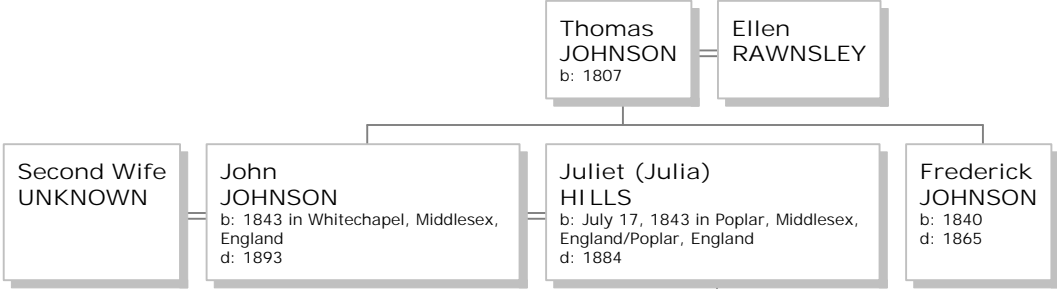 Thomas
JOHNSON
b: 1807
Ellen
RAWNSLEY
Second Wife
UNKNOWN
John
JOHNSON
b: 1843 in Whitechapel, Middlesex,
England
d: 1893
Juliet (Julia)
HILLS
b: July 17, 1843 in Poplar, Middlesex,
England/Poplar, England
d: 1884
Frederick
JOHNSON
b: 1840
d: 1865